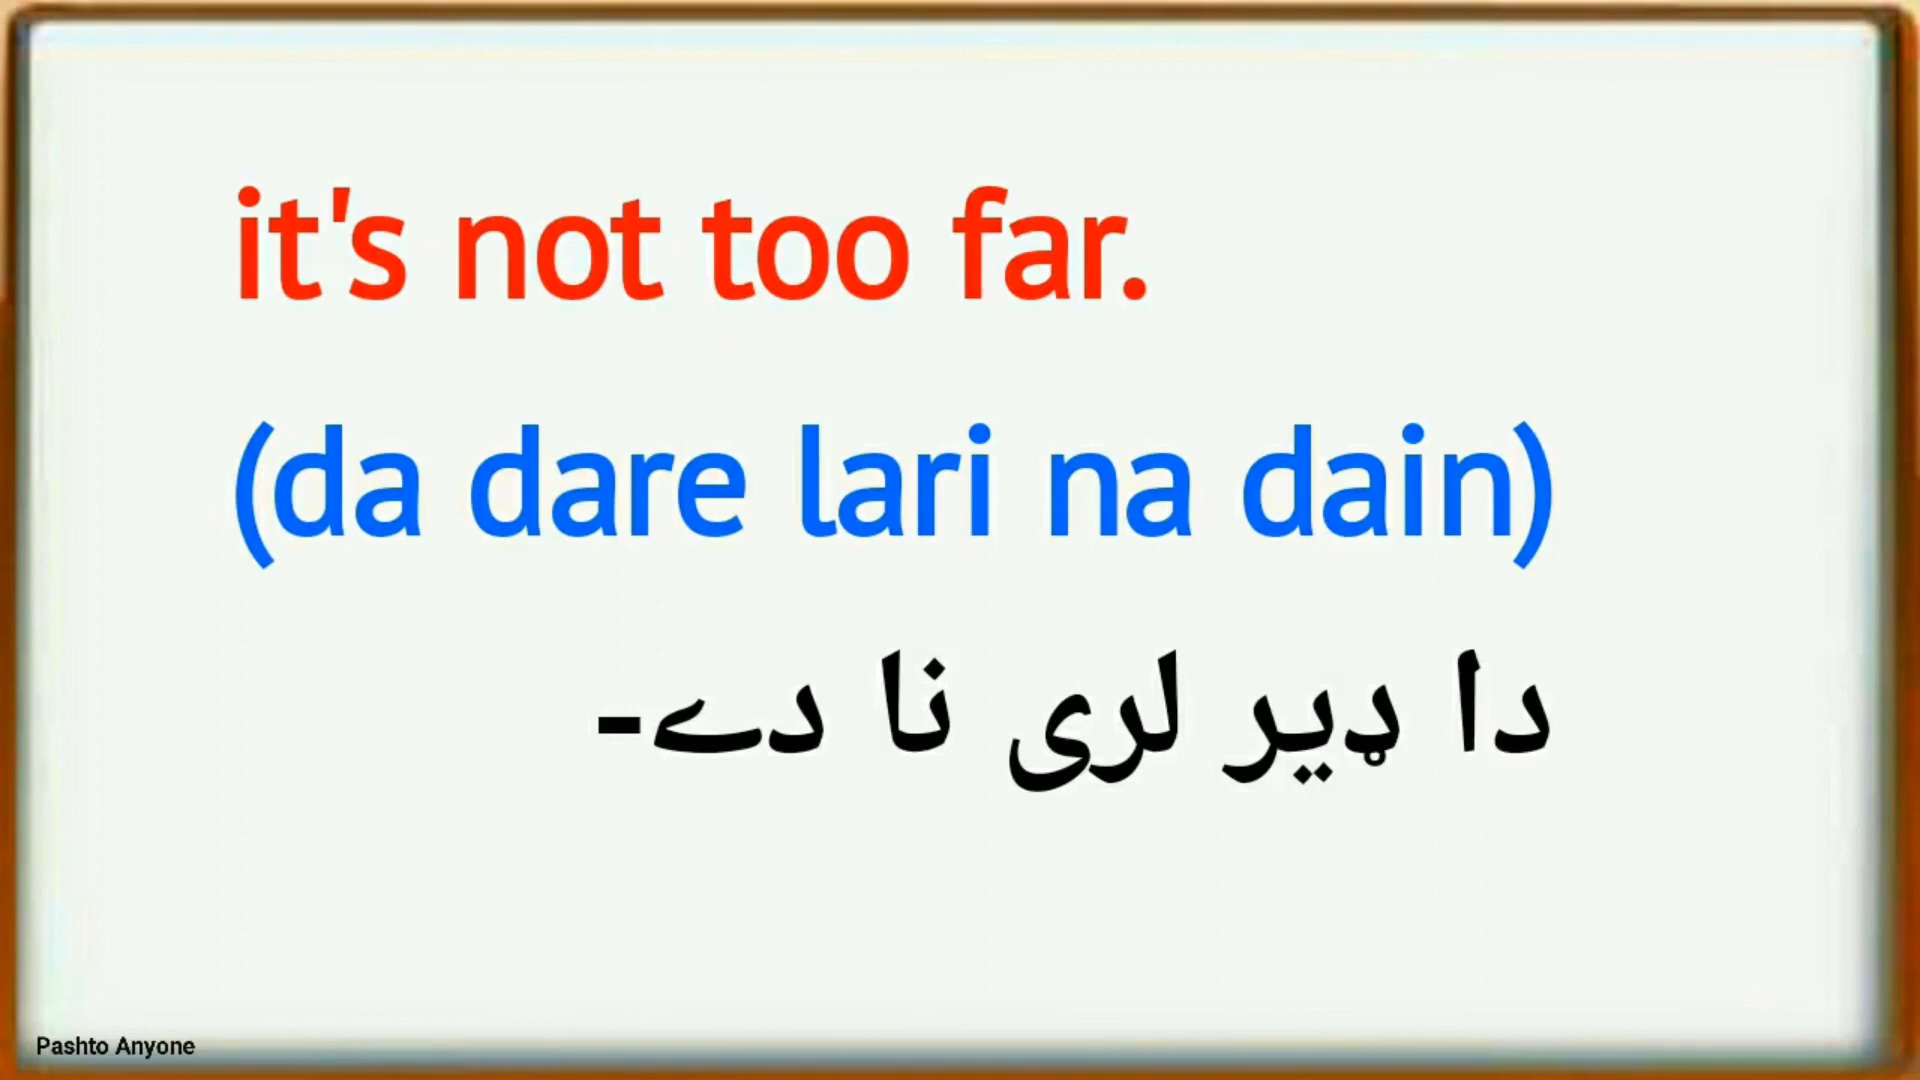 it's not too far.
(da dare lari na dain)
دا ډیر لری نا دے-
Pashto Anyone